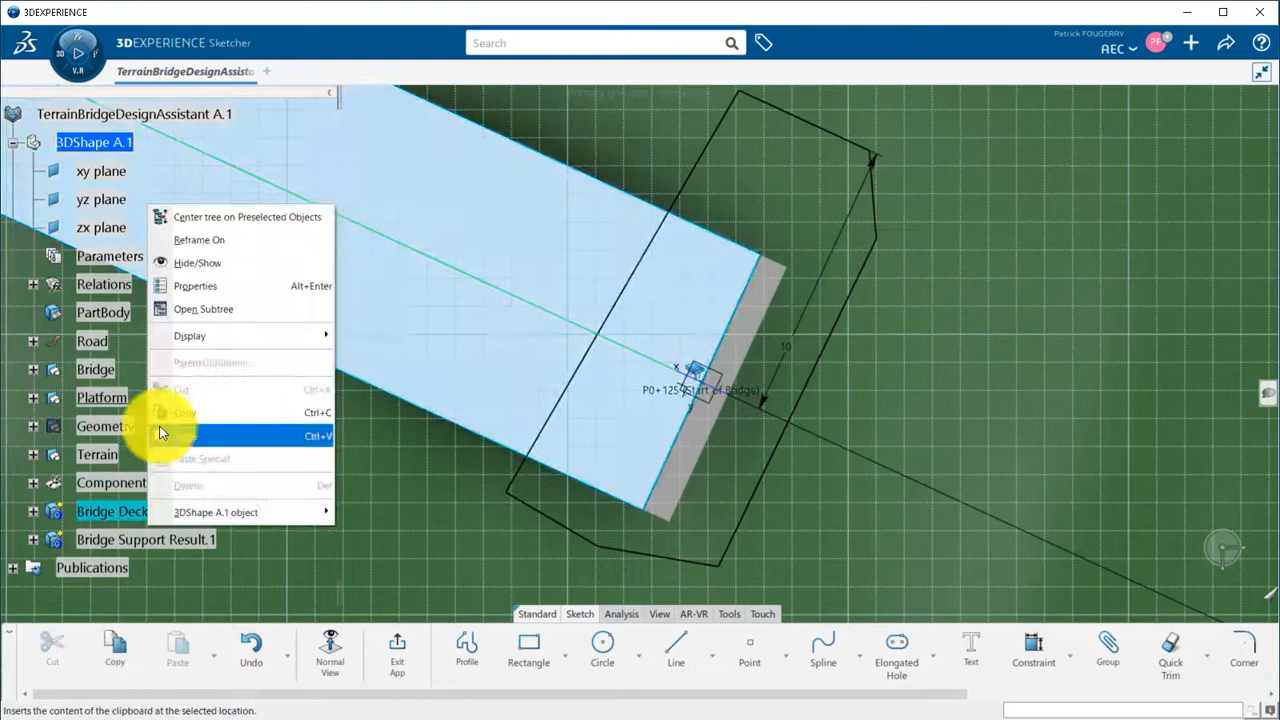 3DEXPERIENCE
3D
V.R
3DEXPERIENCE Sketcher
Search
Patrick FOUGERAY
AEC
PF
TerrainBridgeDesignAssista
TerrainBridgeDesignAssistant A.1
3DShape A.1
xy plane
yz plane
zx plane
Parameters
Relations
PartBody
Road
Bridge
Platform
Geometry
Terrain
Component
Bridge Deck
Bridge Support Result.1
Publications
Center tree on Preselected Objects
Reframe On
Hide/Show
Properties Alt+Enter
Open Subtree
Display
Cut Ctrl+X
Copy Ctrl+C
Ctrl+V
Paste Special
Delete Del
3DShape A.1 object
10
x
P0+125 (Start of Bridge)
y
Standard Sketch Analysis View AR-VR Tools Touch
Cut Copy Paste Undo Normal View Exit App Profile Rectangle Circle Line Point Spline Elongated Hole Text Constraint Group Quick Trim Corner
Inserts the content of the clipboard at the selected location.